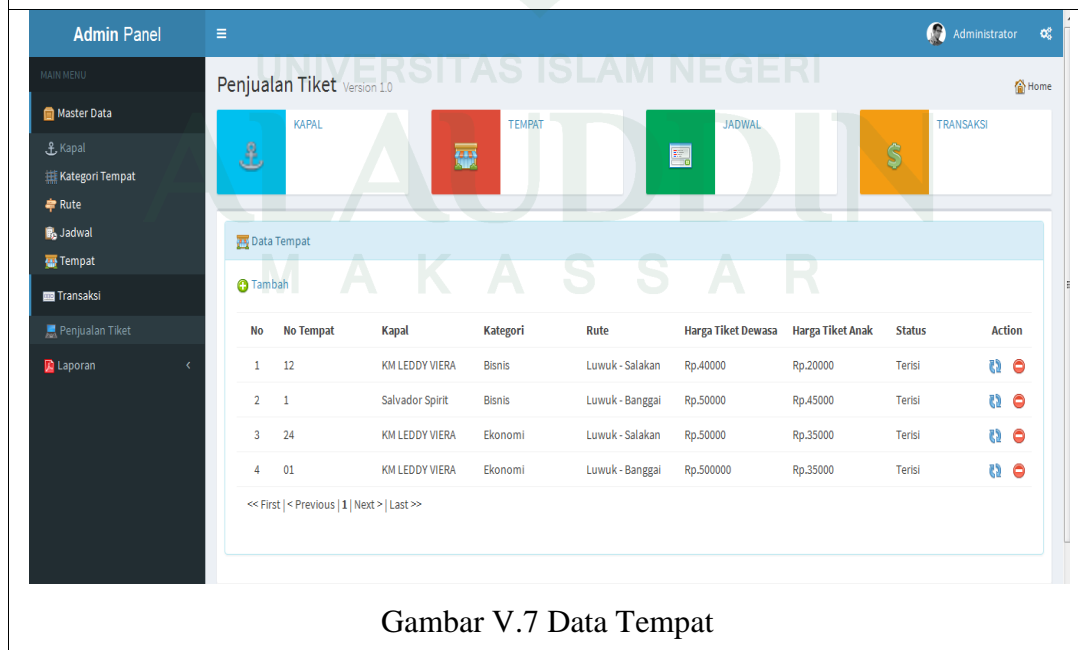 Admin Panel
Administrator
MAIN MENU
Master Data
Kapal
Kategori Tempat
Rute
Jadwal
Tempat
Transaksi
Penjualan Tiket
Laporan <
UNIVERSITAS ISLAM NEGERI
ALAUDDIN
MAKASSAR
Penjualan Tiket Version 1.0
Home
KAPAL
TEMPAT
JADWAL
TRANSAKSI
Data Tempat
Tambah
No No Tempat Kapal Kategori Rute Harga Tiket Dewasa Harga Tiket Anak Status Action
1 12 KM LEDDY VIERA Bisnis Luwuk - Salakan Rp.40000 Rp.20000 Terisi
2 1 Salvador Spirit Bisnis Luwuk - Banggai Rp.50000 Rp.45000 Terisi
3 24 KM LEDDY VIERA Ekonomi Luwuk - Salakan Rp.50000 Rp.35000 Terisi
4 01 KM LEDDY VIERA Ekonomi Luwuk - Banggai Rp.500000 Rp.35000 Terisi
<< First | < Previous | 1 | Next > | Last >>
Gambar V.7 Data Tempat